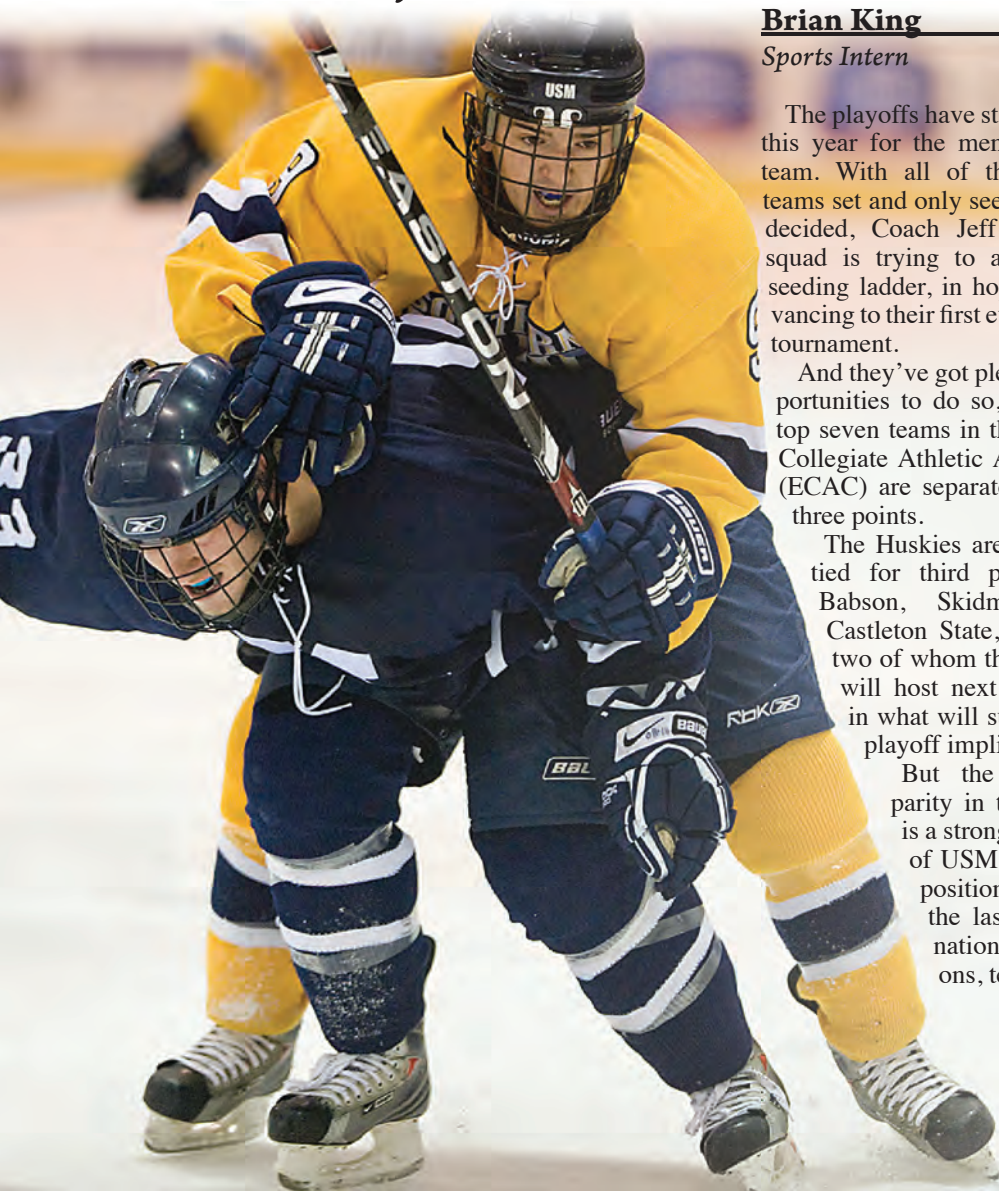 Brian King
Sports Intern
The playoffs have st
this year for the men
team. With all of th
teams set and only see
decided, Coach Jeff
squad is trying to a
seeding ladder, in ho
vancing to their first e
tournament.
And they've got ple
portunities to do so,
top seven teams in th
Collegiate Athletic A
(ECAC) are separate
three points.
The Huskies are
tied for third p
Babson, Skidm
Castleton State,
two of whom th
will host next
in what will s
playoff impli
But the
parity in t
is a strong
of USM
position
the las
nation
ons, t
USM
EASTON
BAUER
33
RbK
BAU